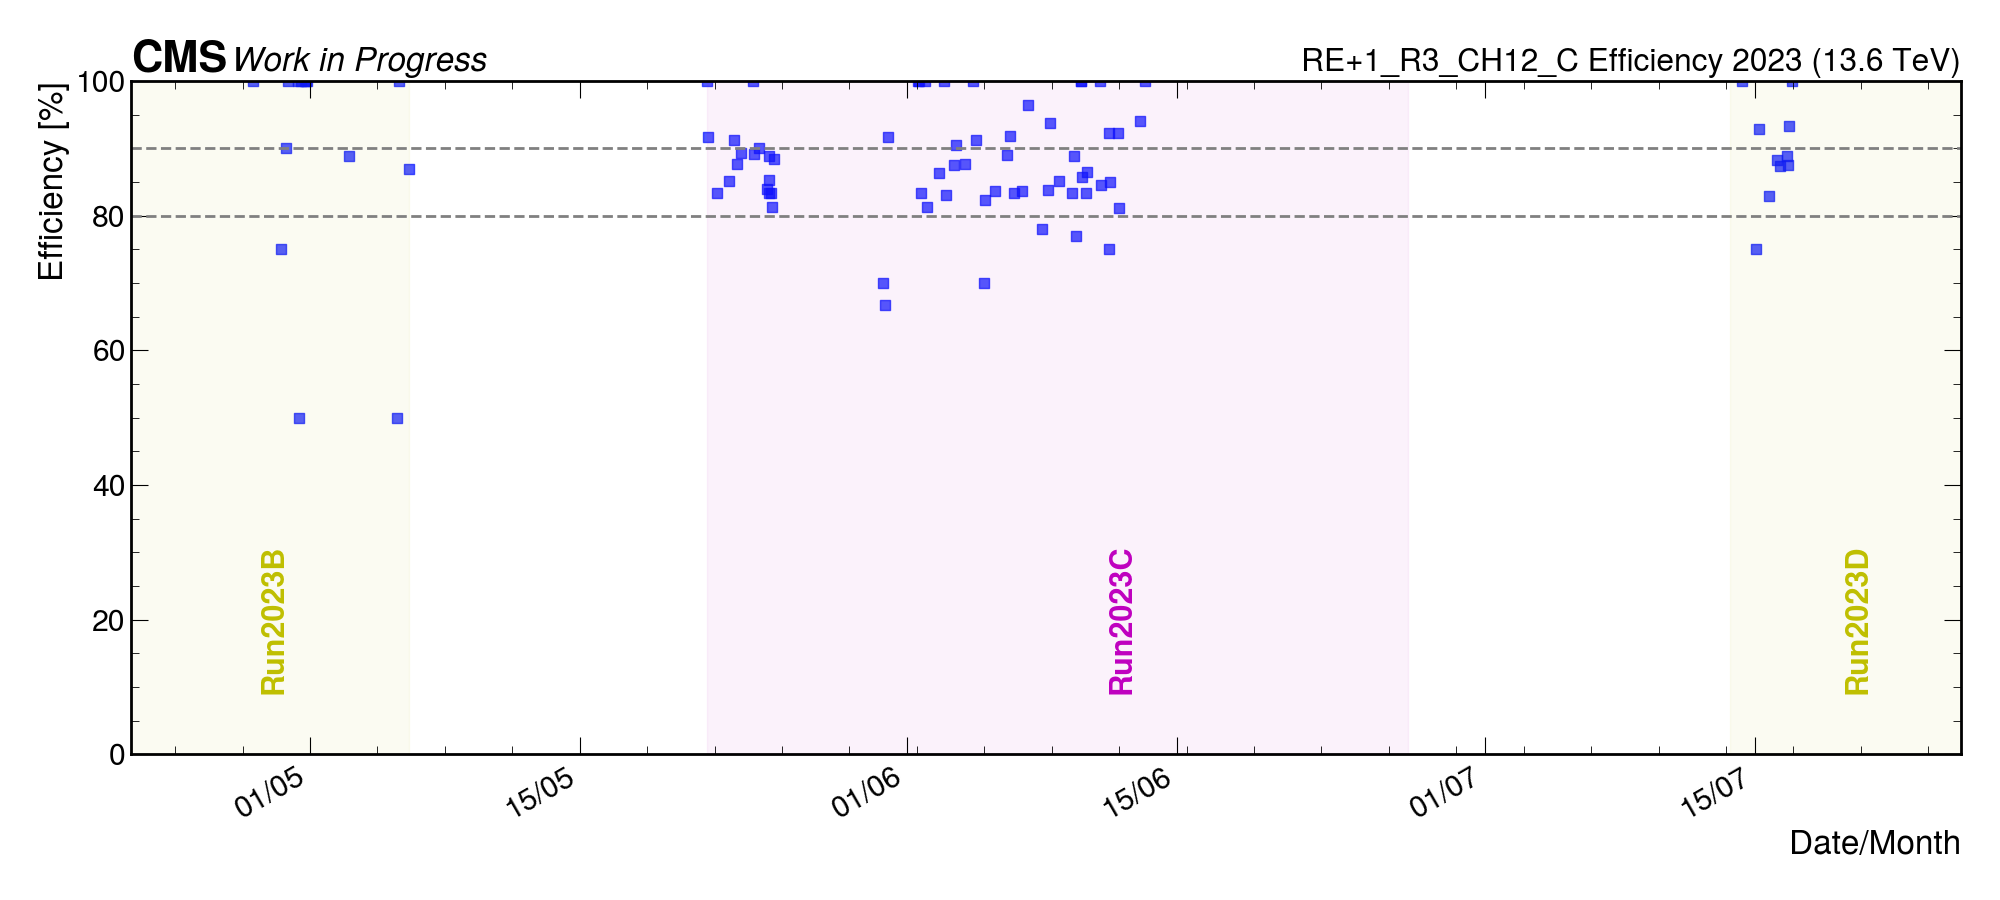 CMS Work in Progress
RE+1_R3_CH12_C Efficiency 2023 (13.6 TeV)
Efficiency [%]
100
80
60
40
20
0
Run2023B
Run2023C
Run2023D
01/05
15/05
01/06
15/06
01/07
15/07
Date/Month